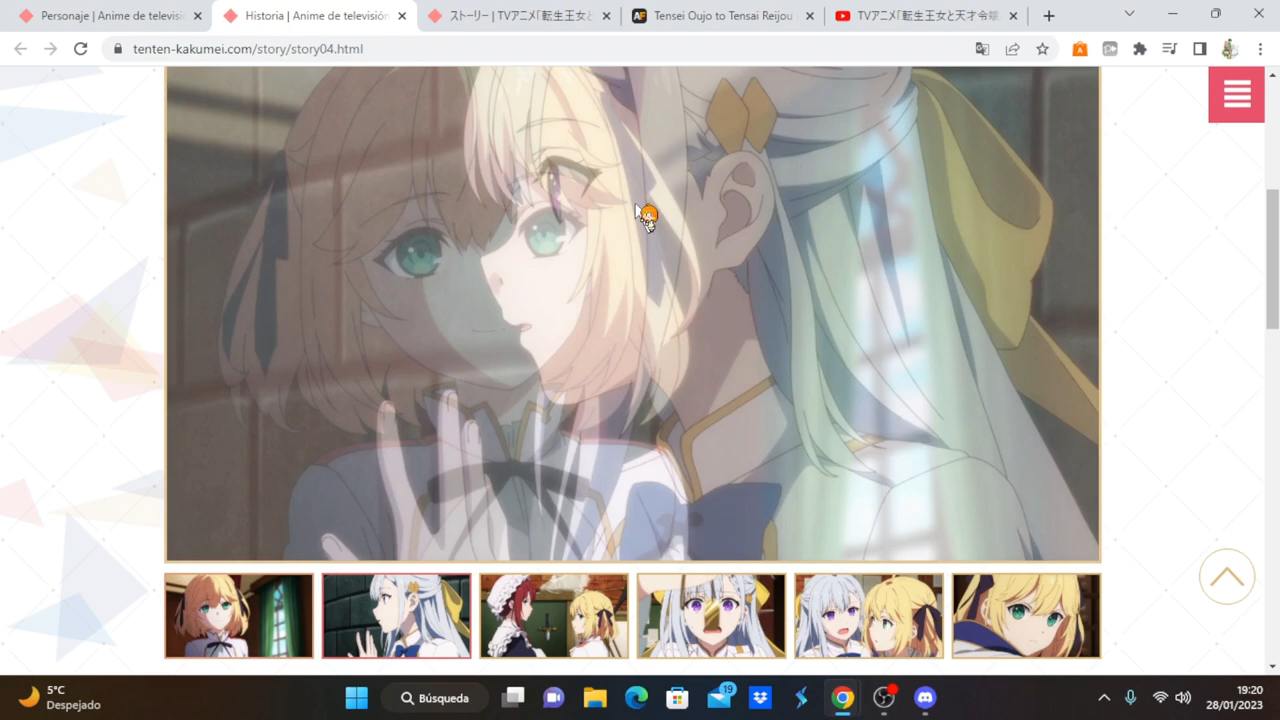 Personaje | Anime de televisi
Historia | Anime de televisión
ストーリー | TVアニメ「転生王女と
Tensei Oujo to Tensai Reijou
TVアニメ「転生王女と天才令嬢
tenten-kakumei.com/story/story04.html
5°C
Despejado
Búsqueda
19
19:20
28/01/2023